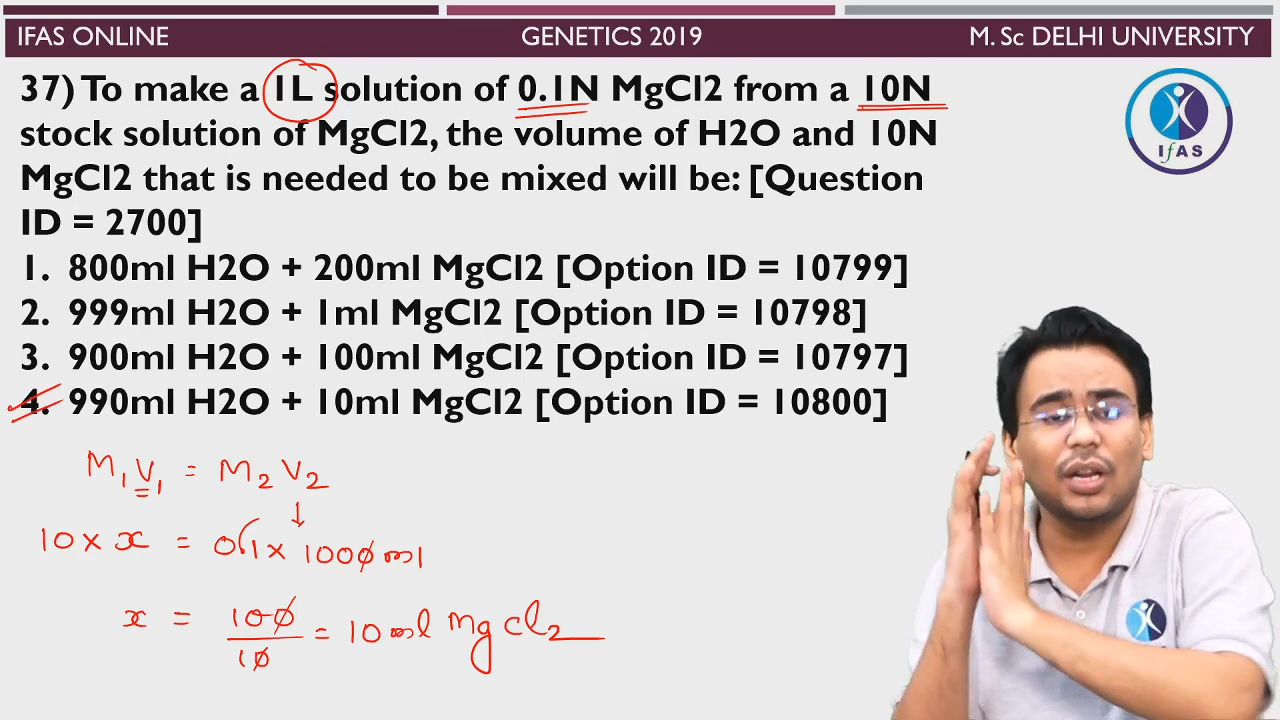 IFAS ONLINE GENETICS 2019 M. Sc DELHI UNIVERSITY
37) To make a 1L solution of 0.1N MgCl2 from a 10N
stock solution of MgCl2, the volume of H2O and 10N
MgCl2 that is needed to be mixed will be: [Question
ID = 2700]
1. 800ml H2O + 200ml MgCl2 [Option ID = 10799]
2. 999ml H2O + 1ml MgCl2 [Option ID = 10798]
3. 900ml H2O + 100ml MgCl2 [Option ID = 10797]
4. 990ml H2O + 10ml MgCl2 [Option ID = 10800]
IfAS
M₁V₁ = M₂V₂
10 × x = 0.1 × 1000 ml
x = 100/10 = 10 ml MgCl₂